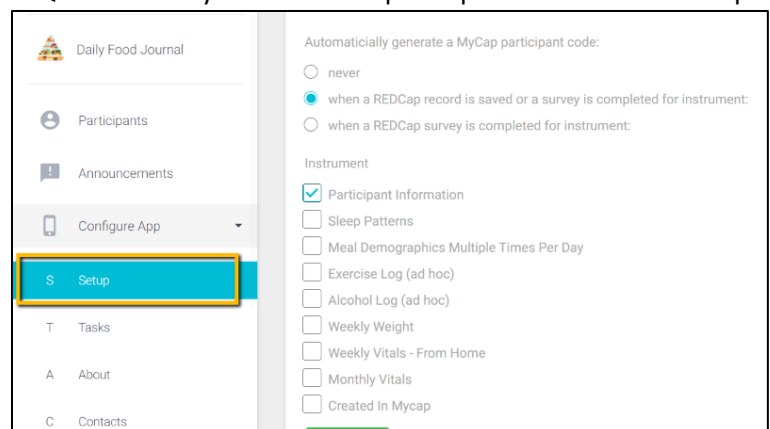 Daily Food Journal
Participants
Announcements
Configure App
S Setup
T Tasks
A About
C Contacts
Automaticially generate a MyCap participant code:
never
when a REDCap record is saved or a survey is completed for instrument:
when a REDCap survey is completed for instrument:
Instrument
Participant Information
Sleep Patterns
Meal Demographics Multiple Times Per Day
Exercise Log (ad hoc)
Alcohol Log (ad hoc)
Weekly Weight
Weekly Vitals - From Home
Monthly Vitals
Created In Mycap